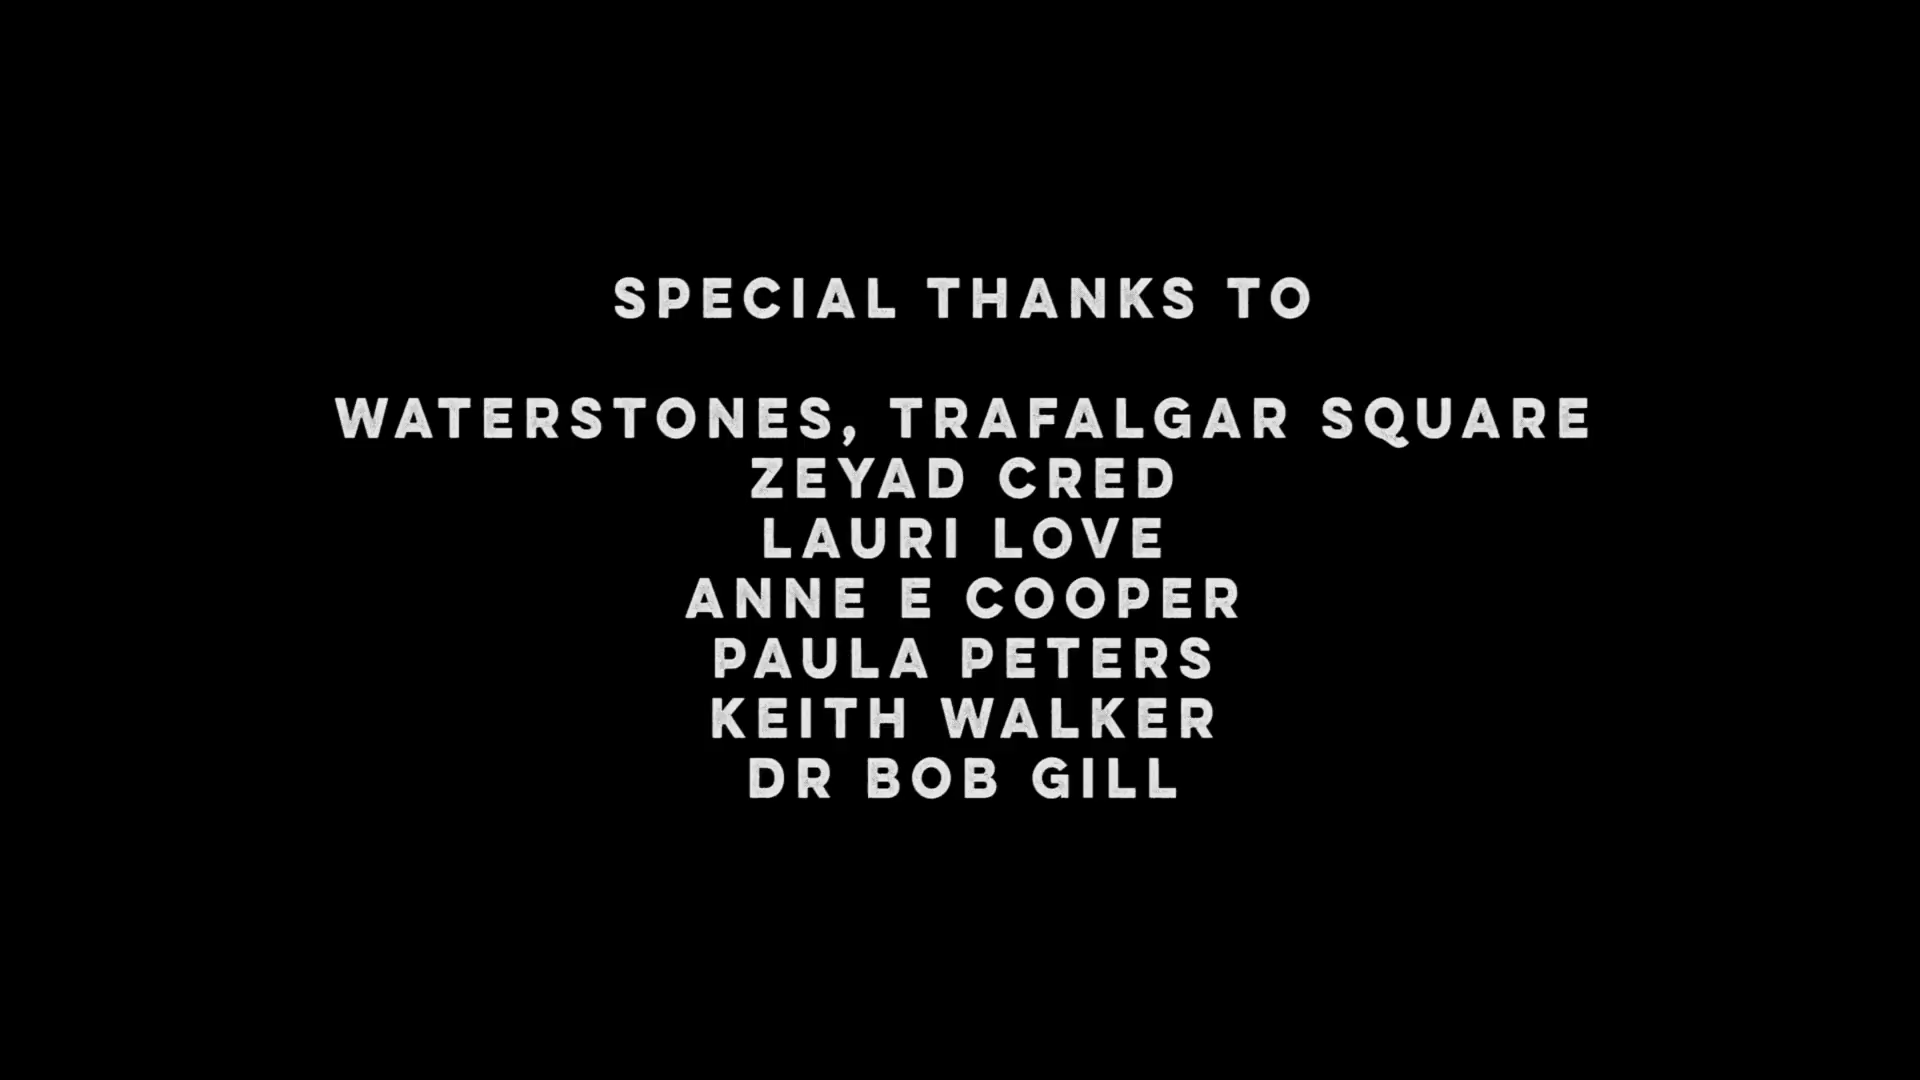 SPECIAL THANKS TO
WATERSTONES, TRAFALGAR SQUARE
ZEYAD CRED
LAURI LOVE
ANNE E COOPER
PAULA PETERS
KEITH WALKER
DR BOB GILL